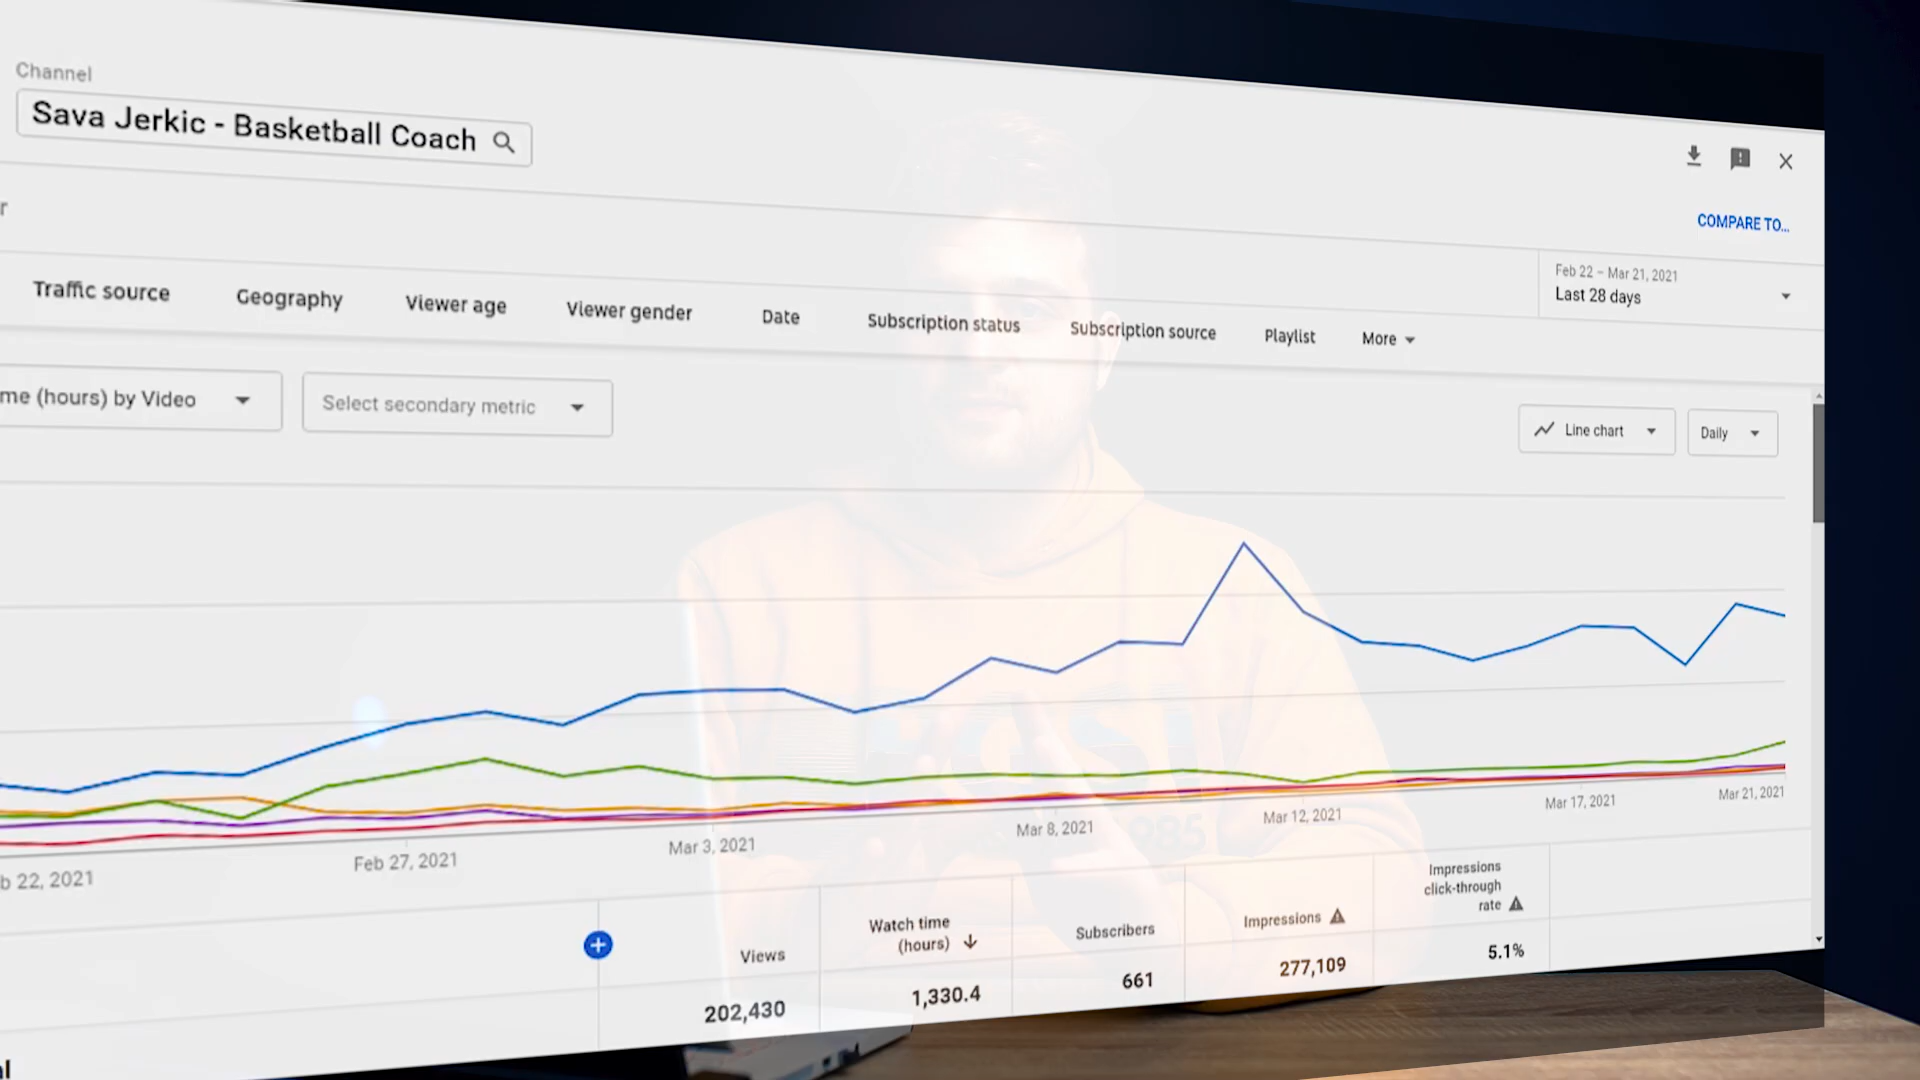 Channel
Sava Jerkic - Basketball Coach
r
COMPARE TO...
Feb 22 – Mar 21, 2021
Last 28 days
Traffic source
Geography
Viewer age
Viewer gender
Date
Subscription status
Subscription source
Playlist
More
me (hours) by Video
Select secondary metric
Line chart
Daily
b 22, 2021
Feb 27, 2021
Mar 3, 2021
Mar 8, 2021
Mar 12, 2021
Mar 17, 2021
Mar 21, 2021
985
Views
Watch time
(hours)
Subscribers
Impressions
Impressions
click-through
rate
202,430
1,330.4
661
277,109
5.1%
al